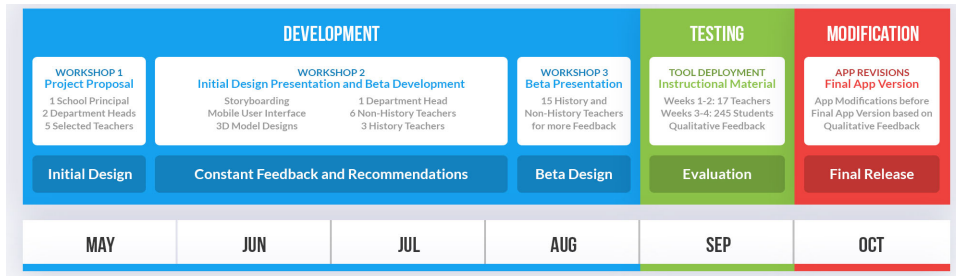 DEVELOPMENT
TESTING
MODIFICATION
WORKSHOP 1
Project Proposal
1 School Principal
2 Department Heads
5 Selected Teachers
WORKSHOP 2
Initial Design Presentation and Beta Development
Storyboarding
Mobile User Interface
3D Model Designs
1 Department Head
6 Non-History Teachers
3 History Teachers
WORKSHOP 3
Beta Presentation
15 History and
Non-History Teachers
for more Feedback
TOOL DEPLOYMENT
Instructional Material
Weeks 1-2: 17 Teachers
Weeks 3-4: 245 Students
Qualitative Feedback
APP REVISIONS
Final App Version
App Modifications before
Final App Version based on
Qualitative Feedback
Initial Design
Constant Feedback and Recommendations
Beta Design
Evaluation
Final Release
MAY
JUN
JUL
AUG
SEP
OCT